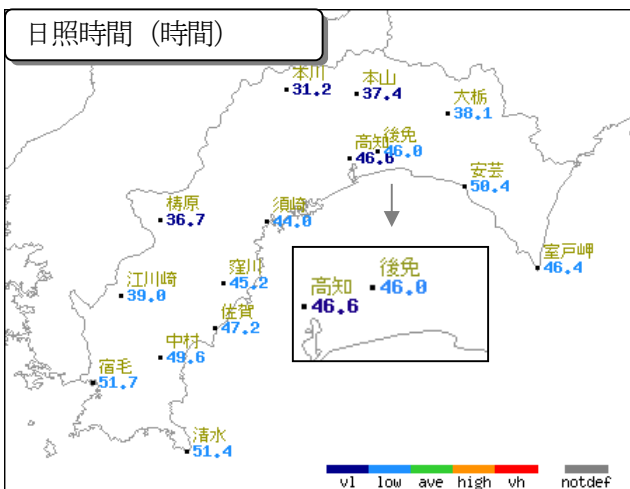 日照時間（時間）
本川
31.2
本山
37.4
大栃
38.1
高知
46.6
後免
46.0
安芸
50.4
梼原
36.7
須崎
44.0
室戸岬
46.4
窪川
45.2
江川崎
39.0
佐賀
47.2
高知
46.6
後免
46.0
中村
49.6
宿毛
51.7
清水
51.4
vl low ave high vh notdef